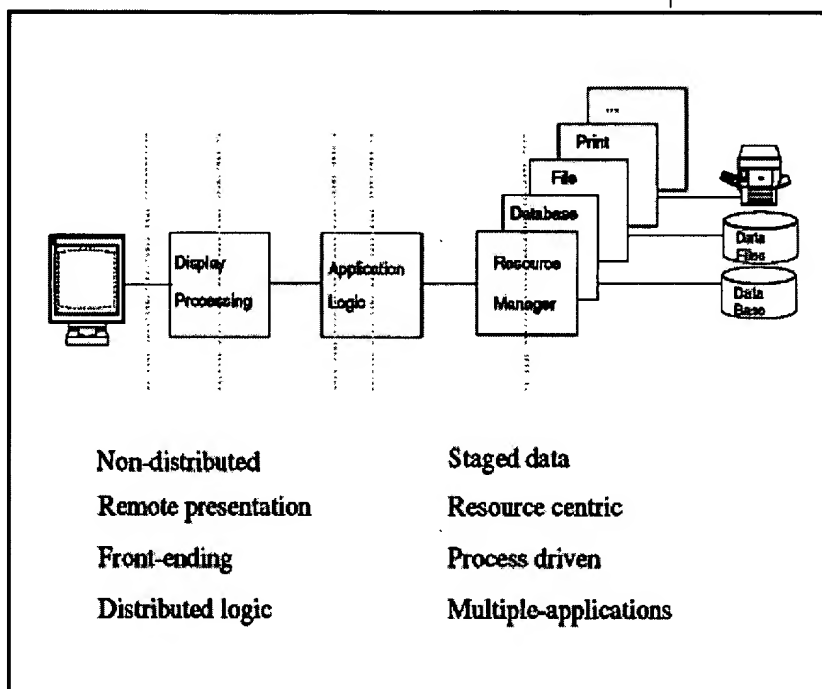 ...
Print
File
Database
Display
Processing
Application
Logic
Resource
Manager
Data
Files
Data
Base
Non-distributed
Remote presentation
Front-ending
Distributed logic
Staged data
Resource centric
Process driven
Multiple-applications